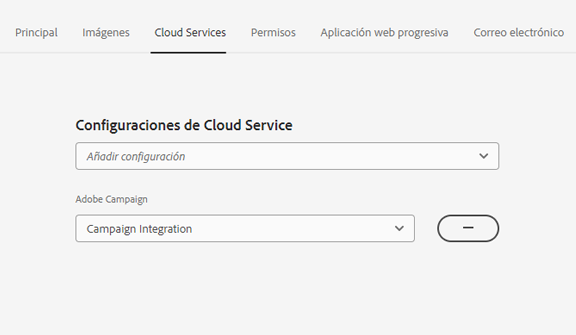 Principal Imágenes Cloud Services Permisos Aplicación web progresiva Correo electrónico
Configuraciones de Cloud Service
Añadir configuración
Adobe Campaign
Campaign Integration